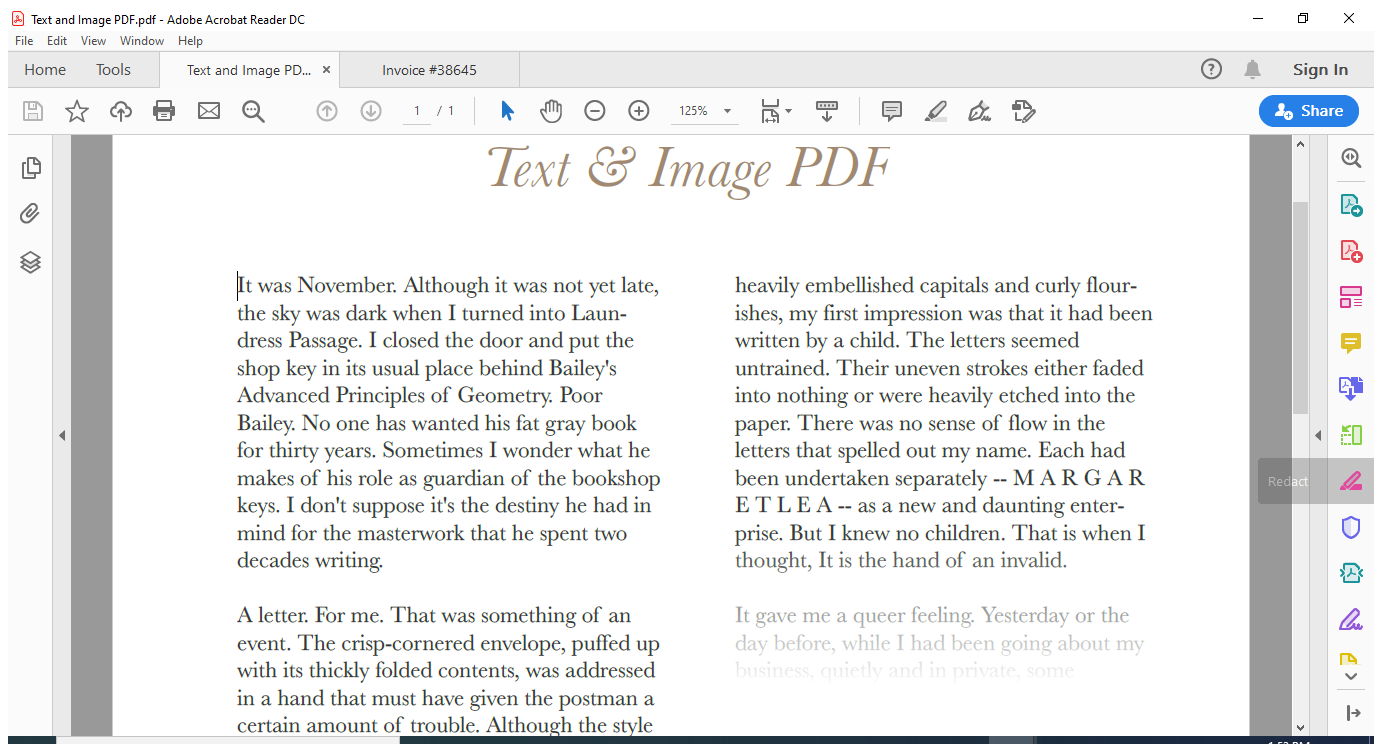 Text and Image PDF.pdf - Adobe Acrobat Reader DC
File Edit View Window Help
Home Tools Text and Image PD... × Invoice #38645 Sign In
1 / 1 125% Share
Text & Image PDF
It was November. Although it was not yet late,
the sky was dark when I turned into Laun-
dress Passage. I closed the door and put the
shop key in its usual place behind Bailey's
Advanced Principles of Geometry. Poor
Bailey. No one has wanted his fat gray book
for thirty years. Sometimes I wonder what he
makes of his role as guardian of the bookshop
keys. I don't suppose it's the destiny he had in
mind for the masterwork that he spent two
decades writing.
A letter. For me. That was something of an
event. The crisp-cornered envelope, puffed up
with its thickly folded contents, was addressed
in a hand that must have given the postman a
certain amount of trouble. Although the style
heavily embellished capitals and curly flour-
ishes, my first impression was that it had been
written by a child. The letters seemed
untrained. Their uneven strokes either faded
into nothing or were heavily etched into the
paper. There was no sense of flow in the
letters that spelled out my name. Each had
been undertaken separately -- M A R G A R
E T L E A -- as a new and daunting enter-
prise. But I knew no children. That is when I
thought, It is the hand of an invalid.
It gave me a queer feeling. Yesterday or the
day before, while I had been going about my
business, quietly and in private, some
Redact